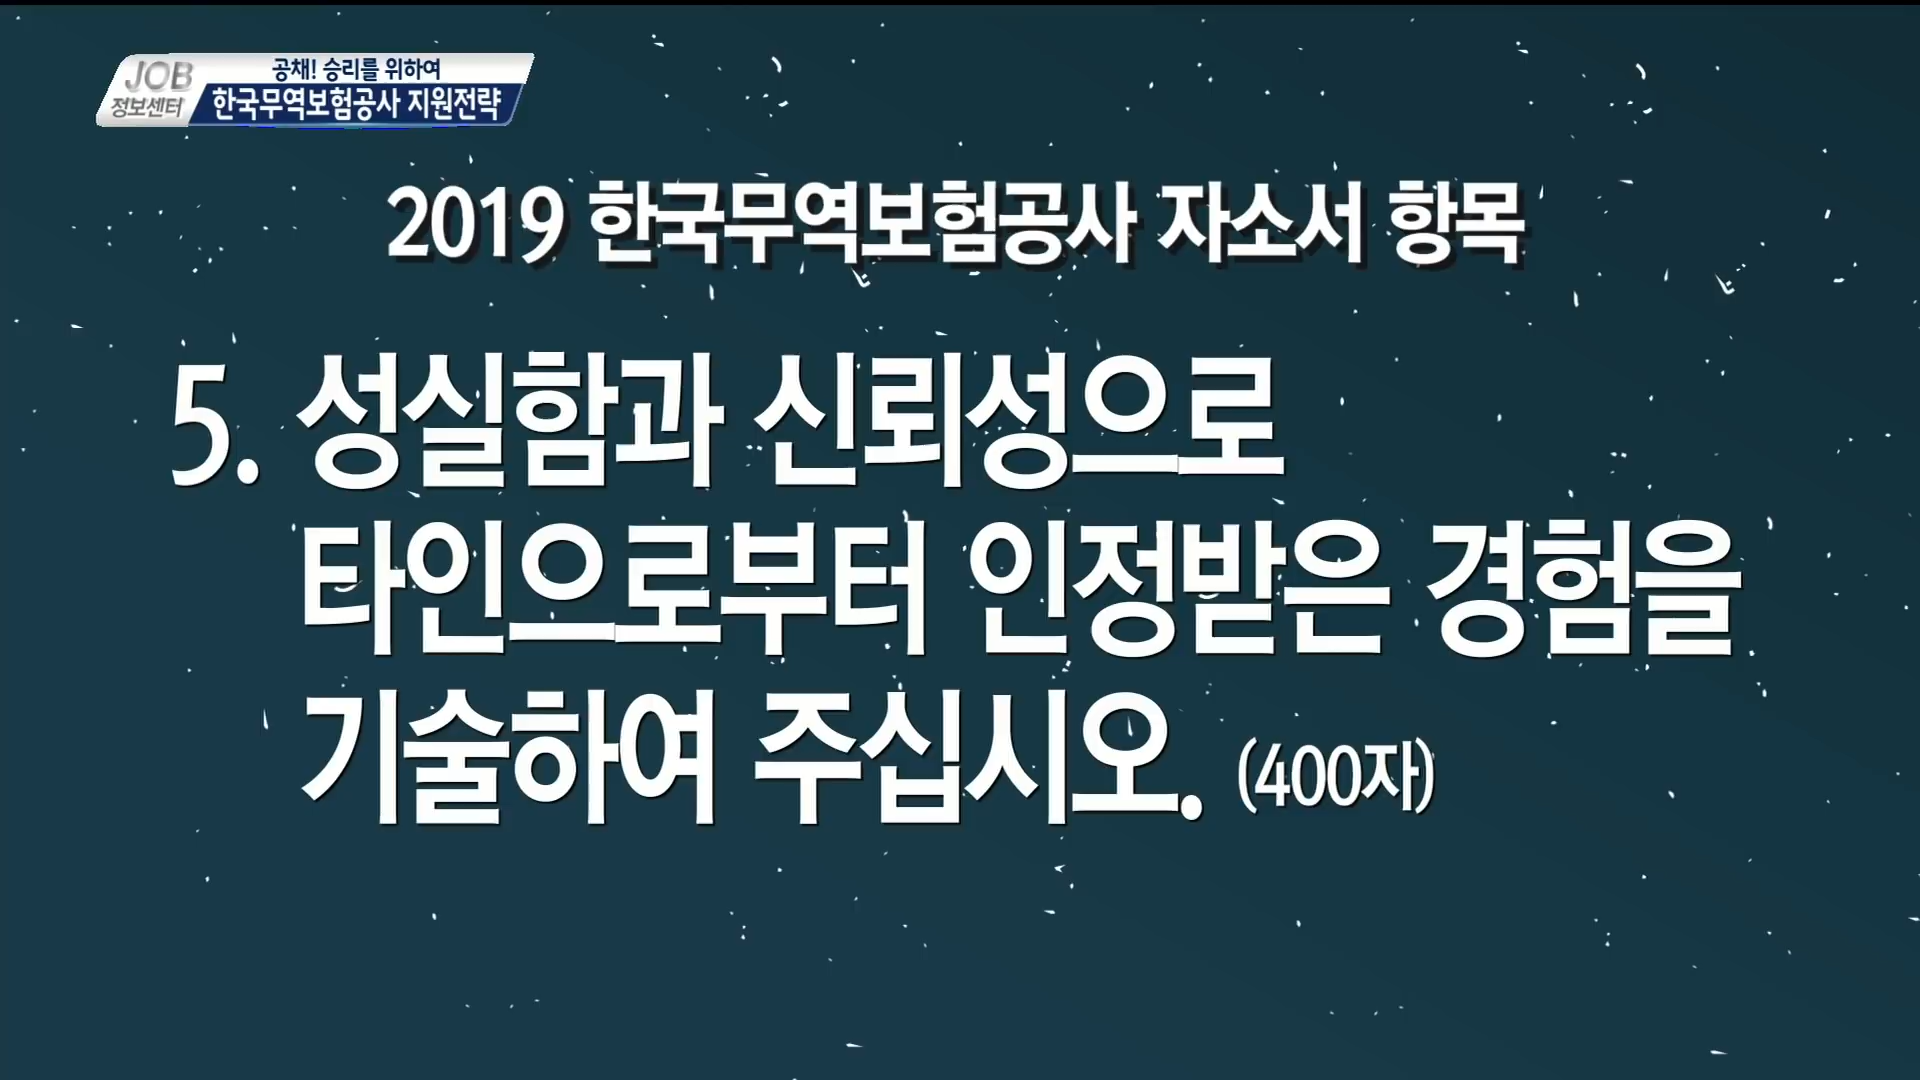 JOB
정보센터
공채! 승리를 위하여
한국무역보험공사 지원전략
2019 한국무역보험공사 자소서 항목
5. 성실함과 신뢰성으로
타인으로부터 인정받은 경험을
기술하여 주십시오. (400자)